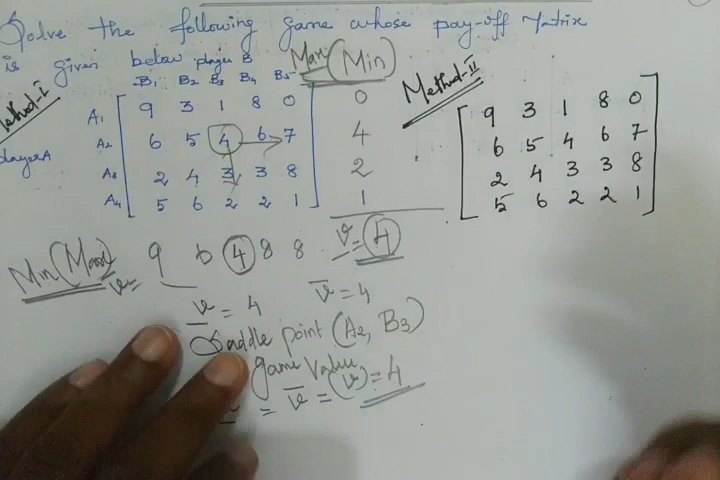 Solve the following game whose pay-off Matrix
is given below player B
Method-I
B1 B2 B3 B4 B5 Maxi(Min)
A1 9 3 1 8 0 0
A2 6 5 4 6 7 4
A3 2 4 3 3 8 2
A4 5 6 2 2 1 1
Min(Max) 9 6 4 8 8 v = 4
v = 4 v̄ = 4
Saddle point (A2, B3)
game value
= v̄ = (v) = 4
Method-II
9 3 1 8 0
6 5 4 6 7
2 4 3 3 8
5 6 2 2 1